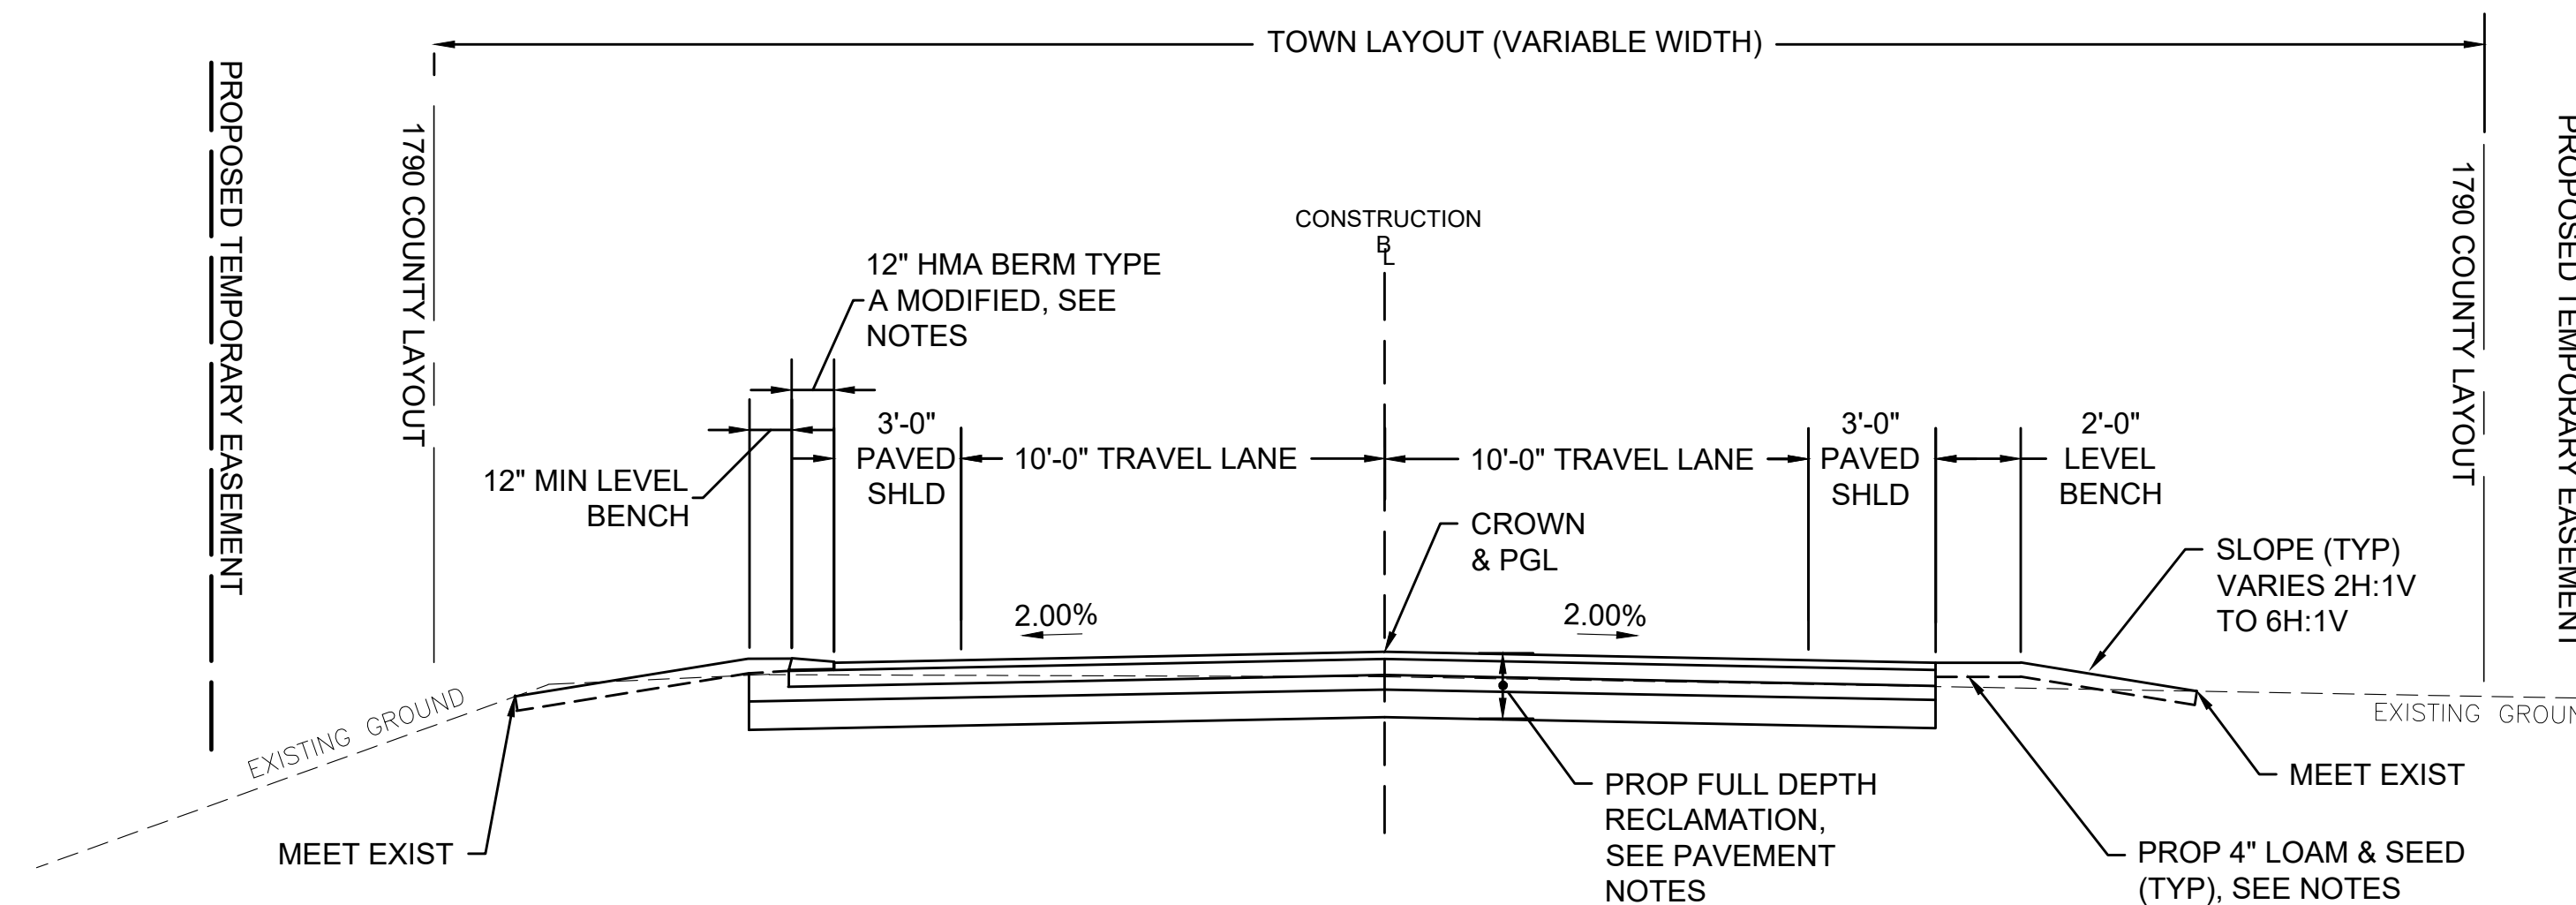 TOWN LAYOUT (VARIABLE WIDTH)
PROPOSED TEMPORARY EASEMENT
1790 COUNTY LAYOUT
1790 COUNTY LAYOUT
PROPOSED TEMPORARY EASEMENT
CONSTRUCTION
BL
12" HMA BERM TYPE
A MODIFIED, SEE
NOTES
12" MIN LEVEL
BENCH
3'-0"
PAVED
SHLD
10'-0" TRAVEL LANE
10'-0" TRAVEL LANE
3'-0"
PAVED
SHLD
2'-0"
LEVEL
BENCH
CROWN
& PGL
SLOPE (TYP)
VARIES 2H:1V
TO 6H:1V
2.00%
2.00%
EXISTING GROUND
EXISTING GROUN
MEET EXIST
MEET EXIST
PROP FULL DEPTH
RECLAMATION,
SEE PAVEMENT
NOTES
PROP 4" LOAM & SEED
(TYP), SEE NOTES